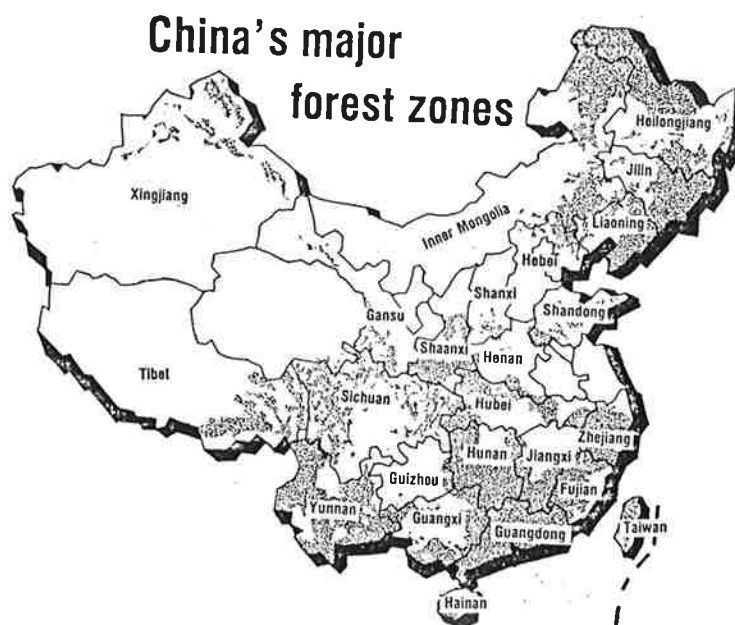 China's major
forest zones
Heilongjiang
Jilin
Xingjiang
Liaoning
Inner Mongolia
Hebei
Shanxi
Gansu
Shandong
Shaanxi
Henan
Tibet
Sichuan
Hubei
Zhejiang
Hunan
Jiangxi
Guizhou
Fujian
Yunnan
Guangxi
Guangdong
Taiwan
Hainan